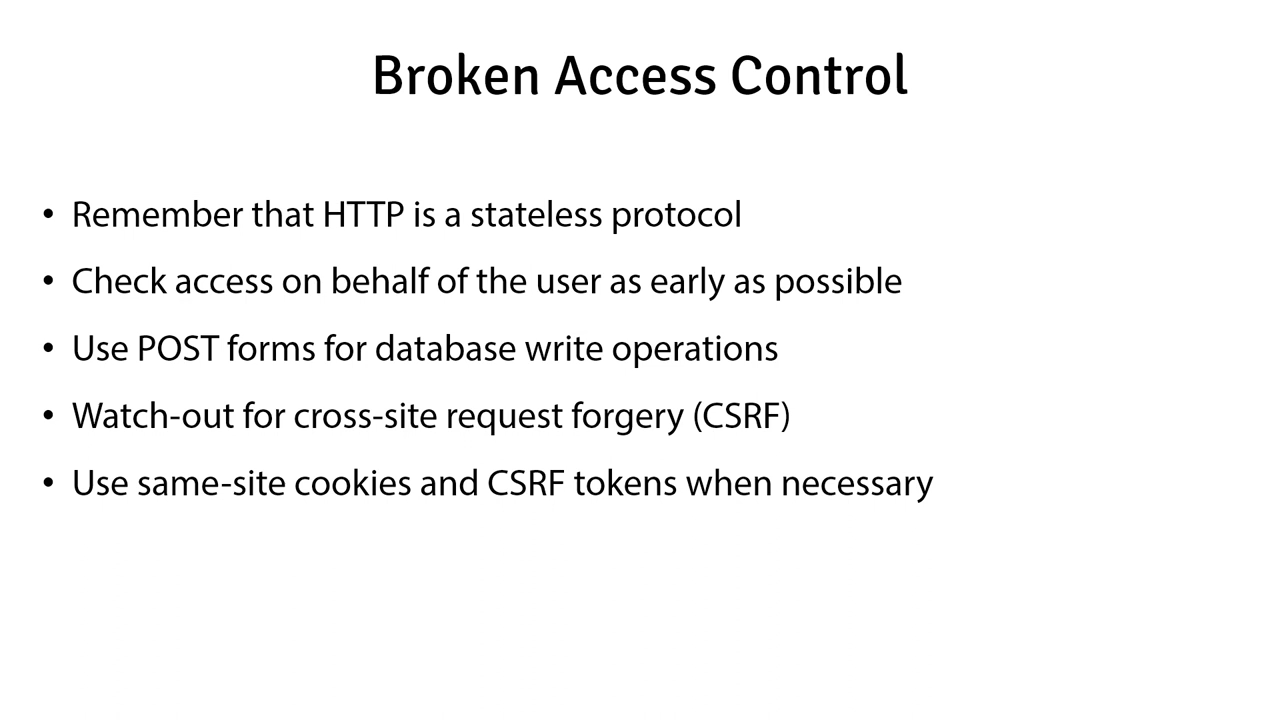 Broken Access Control
• Remember that HTTP is a stateless protocol
• Check access on behalf of the user as early as possible
• Use POST forms for database write operations
• Watch-out for cross-site request forgery (CSRF)
• Use same-site cookies and CSRF tokens when necessary